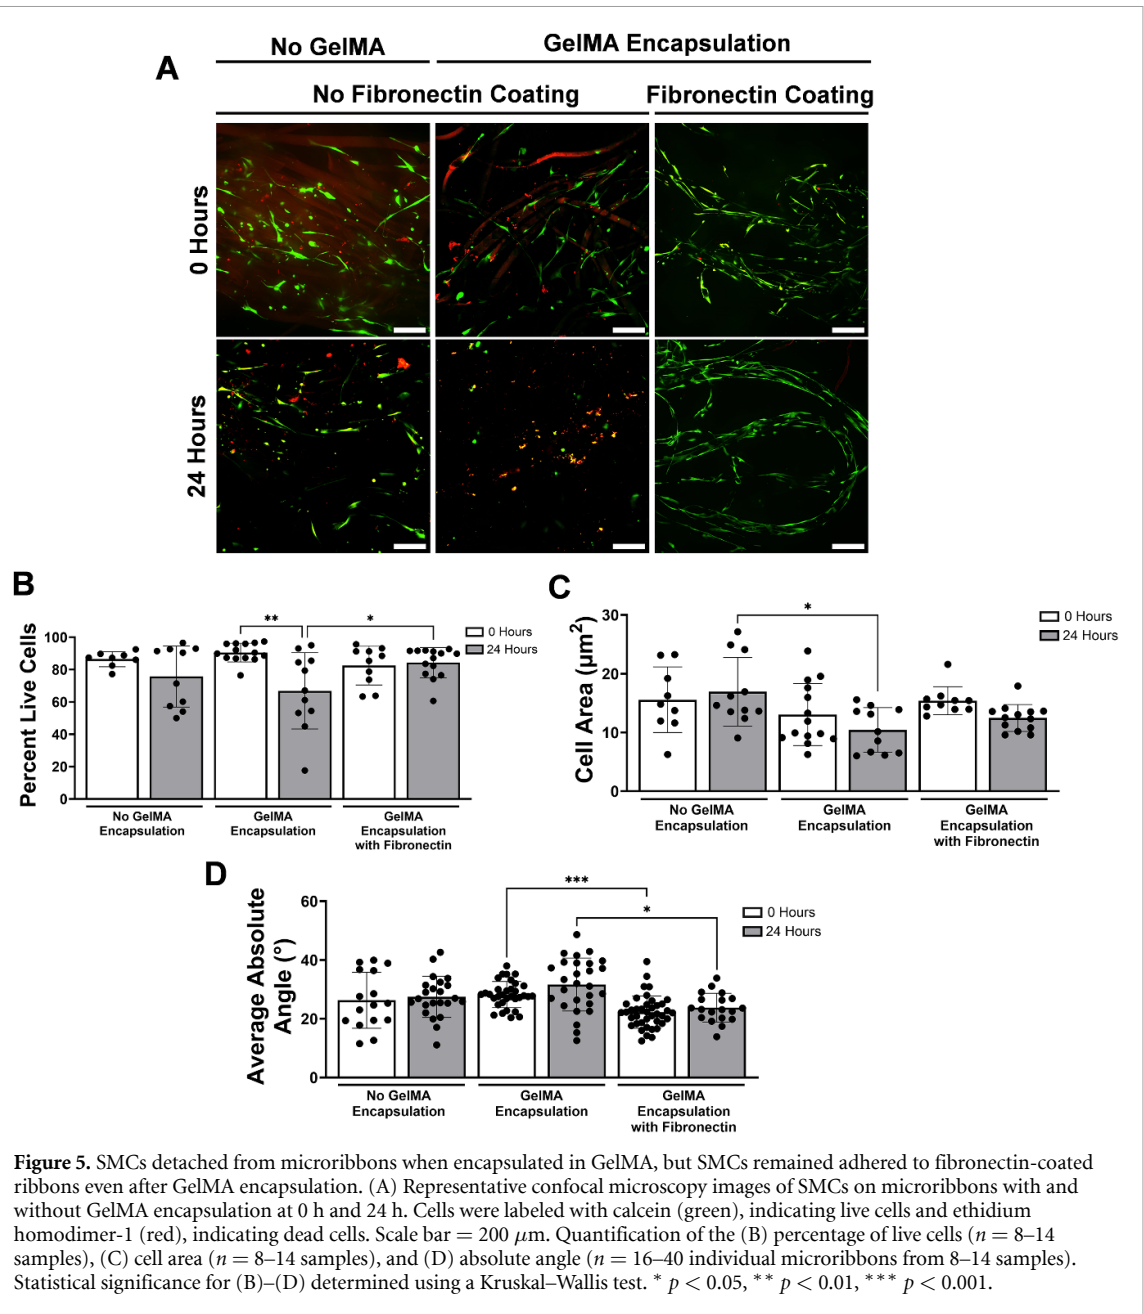 No GelMA
GelMA Encapsulation
A
No Fibronectin Coating
Fibronectin Coating
0 Hours
24 Hours
B
Percent Live Cells
100
80
60
40
20
0
**
*
0 Hours
24 Hours
No GelMA
Encapsulation
GelMA
Encapsulation
GelMA
Encapsulation
with Fibronectin
C
Cell Area (μm²)
30
20
10
0
*
0 Hours
24 Hours
No GelMA
Encapsulation
GelMA
Encapsulation
GelMA
Encapsulation
with Fibronectin
D
Average Absolute
Angle (°)
60
40
20
0
***
*
0 Hours
24 Hours
No GelMA
Encapsulation
GelMA
Encapsulation
GelMA
Encapsulation
with Fibronectin
Figure 5. SMCs detached from microribbons when encapsulated in GelMA, but SMCs remained adhered to fibronectin-coated
ribbons even after GelMA encapsulation. (A) Representative confocal microscopy images of SMCs on microribbons with and
without GelMA encapsulation at 0 h and 24 h. Cells were labeled with calcein (green), indicating live cells and ethidium
homodimer-1 (red), indicating dead cells. Scale bar = 200 μm. Quantification of the (B) percentage of live cells (n = 8–14
samples), (C) cell area (n = 8–14 samples), and (D) absolute angle (n = 16–40 individual microribbons from 8–14 samples).
Statistical significance for (B)–(D) determined using a Kruskal–Wallis test. * p < 0.05, ** p < 0.01, *** p < 0.001.